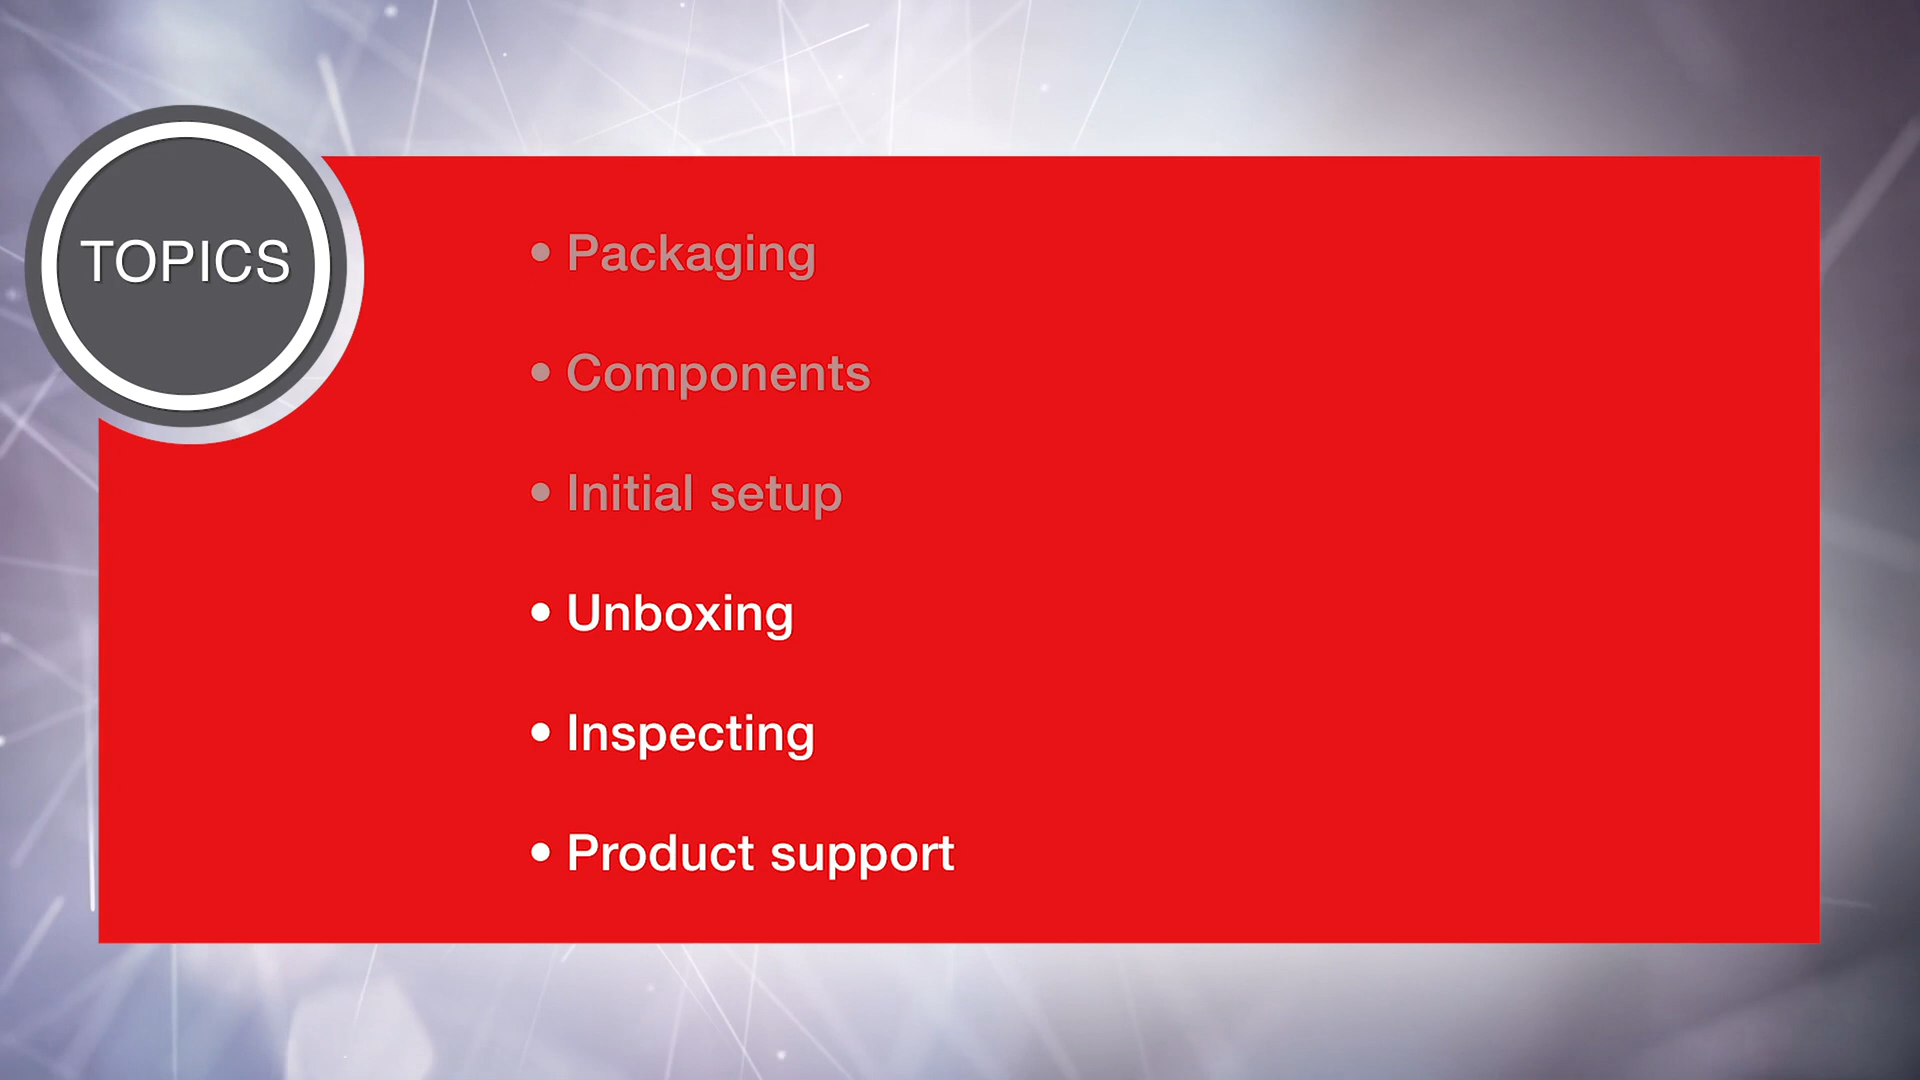 TOPICS
• Packaging
• Components
• Initial setup
• Unboxing
• Inspecting
• Product support